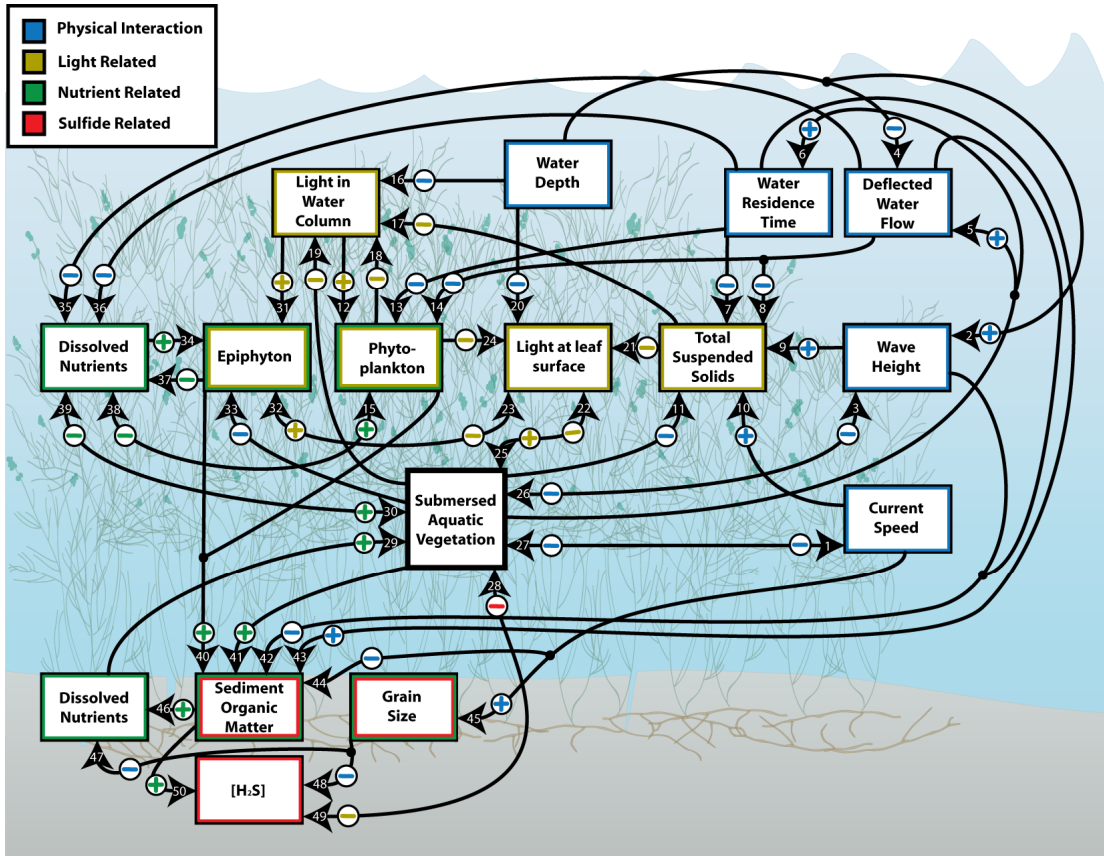 Physical Interaction
Light Related
Nutrient Related
Sulfide Related
Water
Depth
Light in
Water
Column
Water
Residence
Time
Deflected
Water
Flow
16
17
6
4
5
19
18
31
12
13
14
20
7
8
35
36
2
Dissolved
Nutrients
34
Epiphyton
Phyto-
plankton
24
Light at leaf
surface
21
Total
Suspended
Solids
9
Wave
Height
37
39
38
33
32
15
23
22
11
10
3
25
Submersed
Aquatic
Vegetation
26
30
29
27
1
Current
Speed
28
40
41
42
43
44
Dissolved
Nutrients
46
Sediment
Organic
Matter
Grain
Size
45
47
50
[H₂S]
48
49